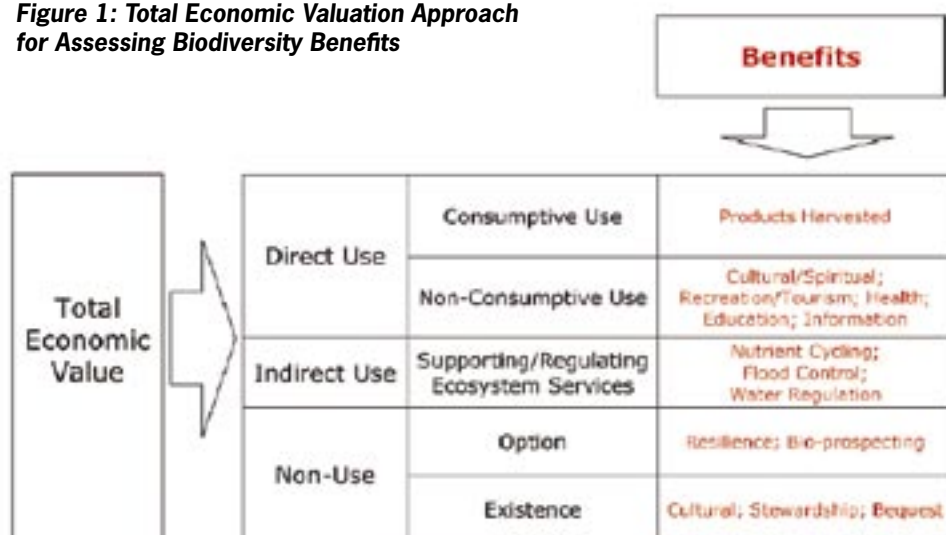 Figure 1: Total Economic Valuation Approach
for Assessing Biodiversity Benefits
Benefits
Total
Economic
Value
Direct Use
Consumptive Use
Products Harvested
Non-Consumptive Use
Cultural/Spiritual;
Recreation/Tourism; Health;
Education; Information
Indirect Use
Supporting/Regulating
Ecosystem Services
Nutrient Cycling;
Flood Control;
Water Regulation
Non-Use
Option
Resilience; Bio-prospecting
Existence
Cultural; Stewardship; Bequest